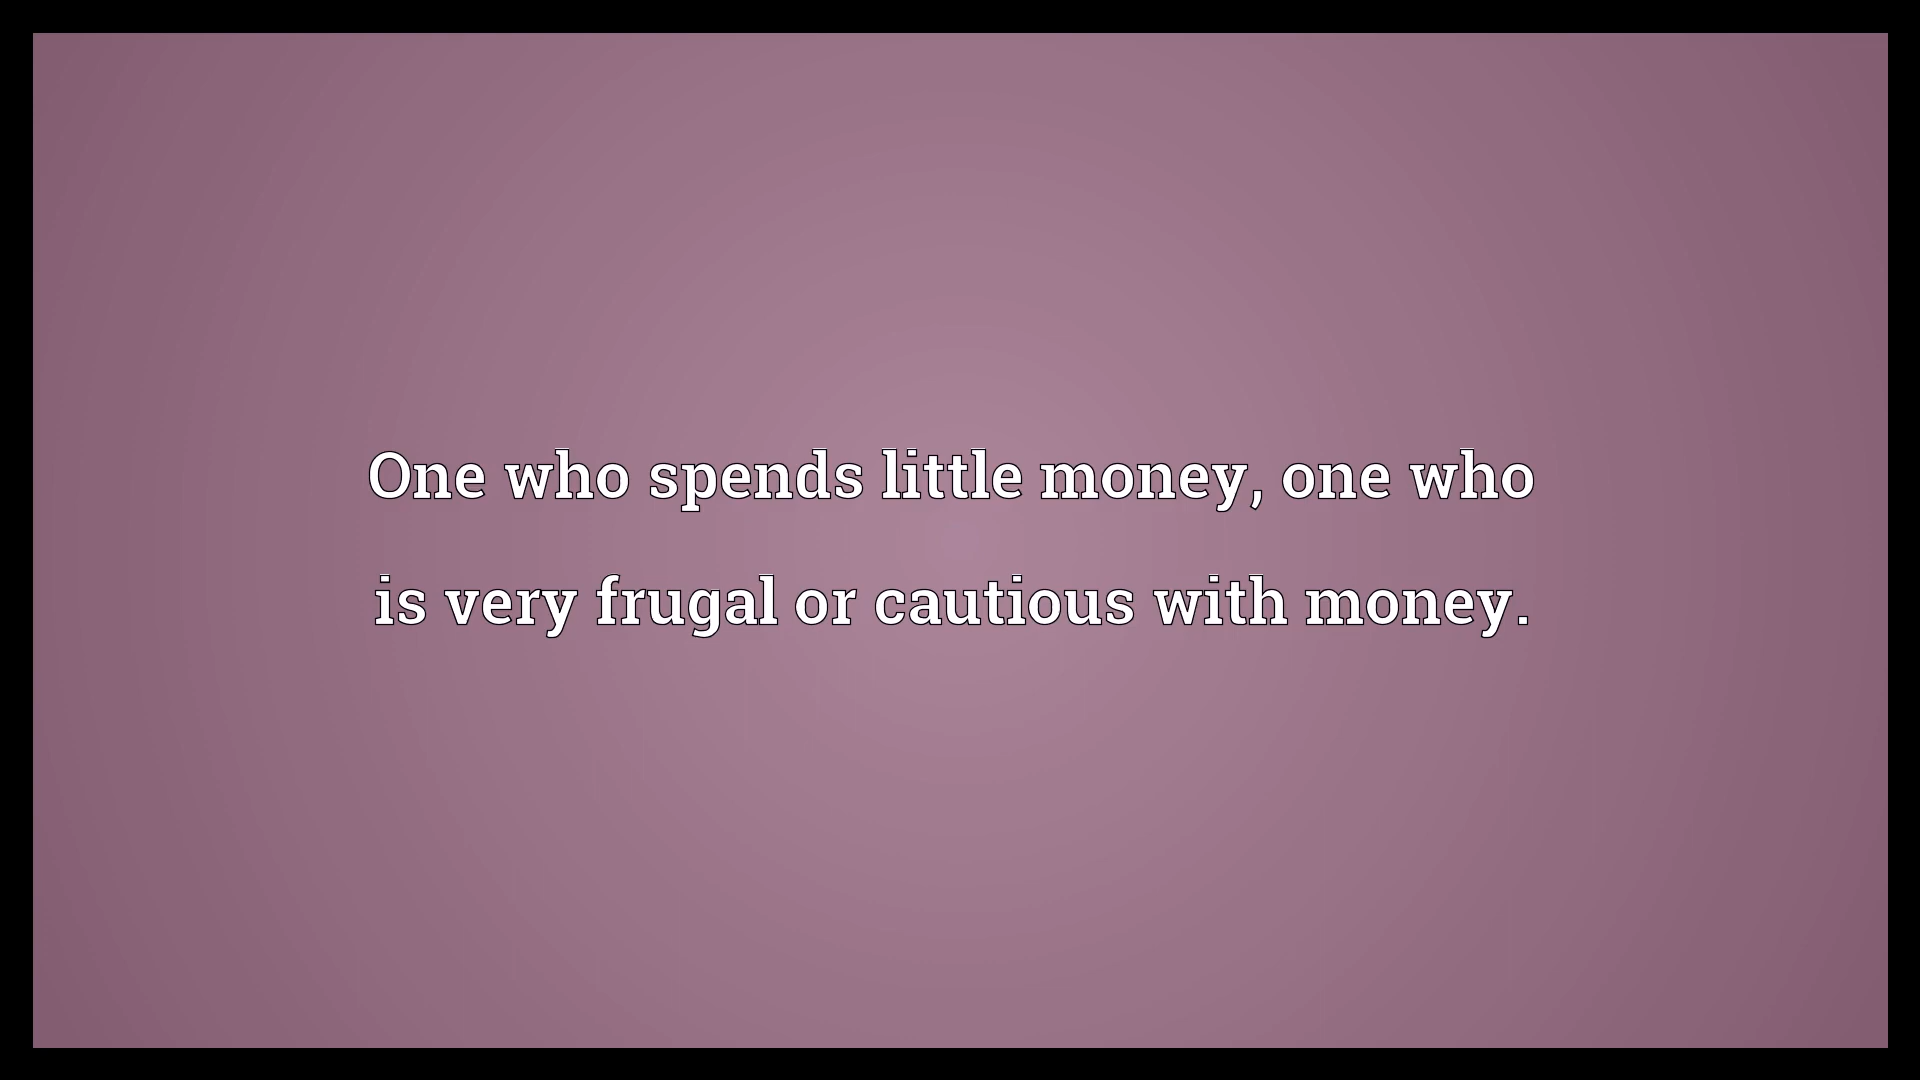 One who spends little money, one who
is very frugal or cautious with money.